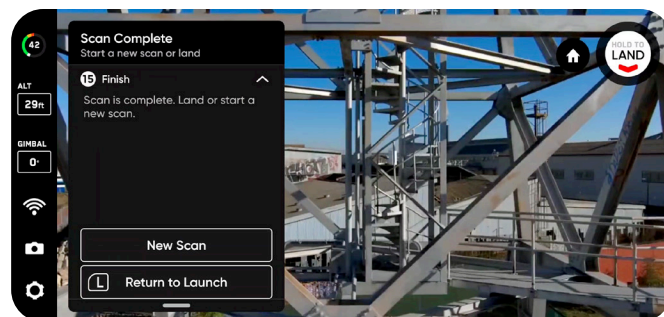 42
ALT
29ft
GIMBAL
0°
Scan Complete
Start a new scan or land
15 Finish
Scan is complete. Land or start a
new scan.
New Scan
L Return to Launch
HOLD TO
LAND